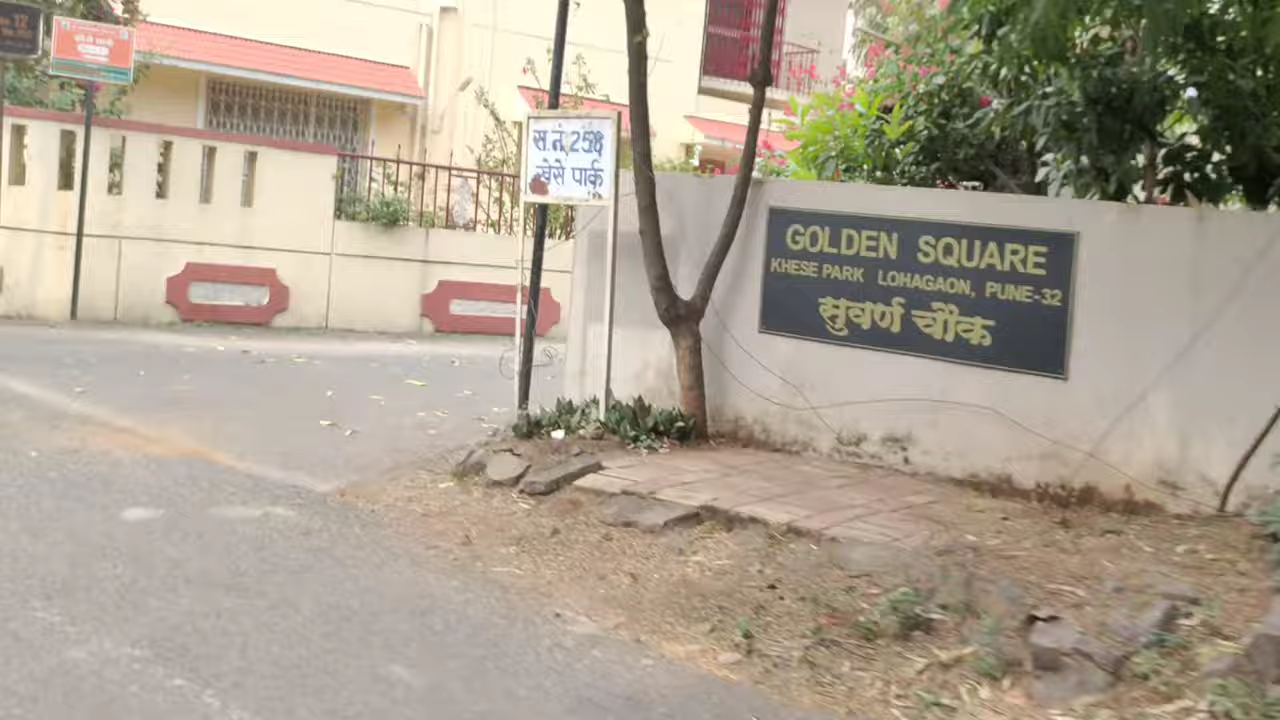 स.नं.258
खेसे पार्क
GOLDEN SQUARE
KHESE PARK LOHAGAON, PUNE-32
सुवर्ण चौक